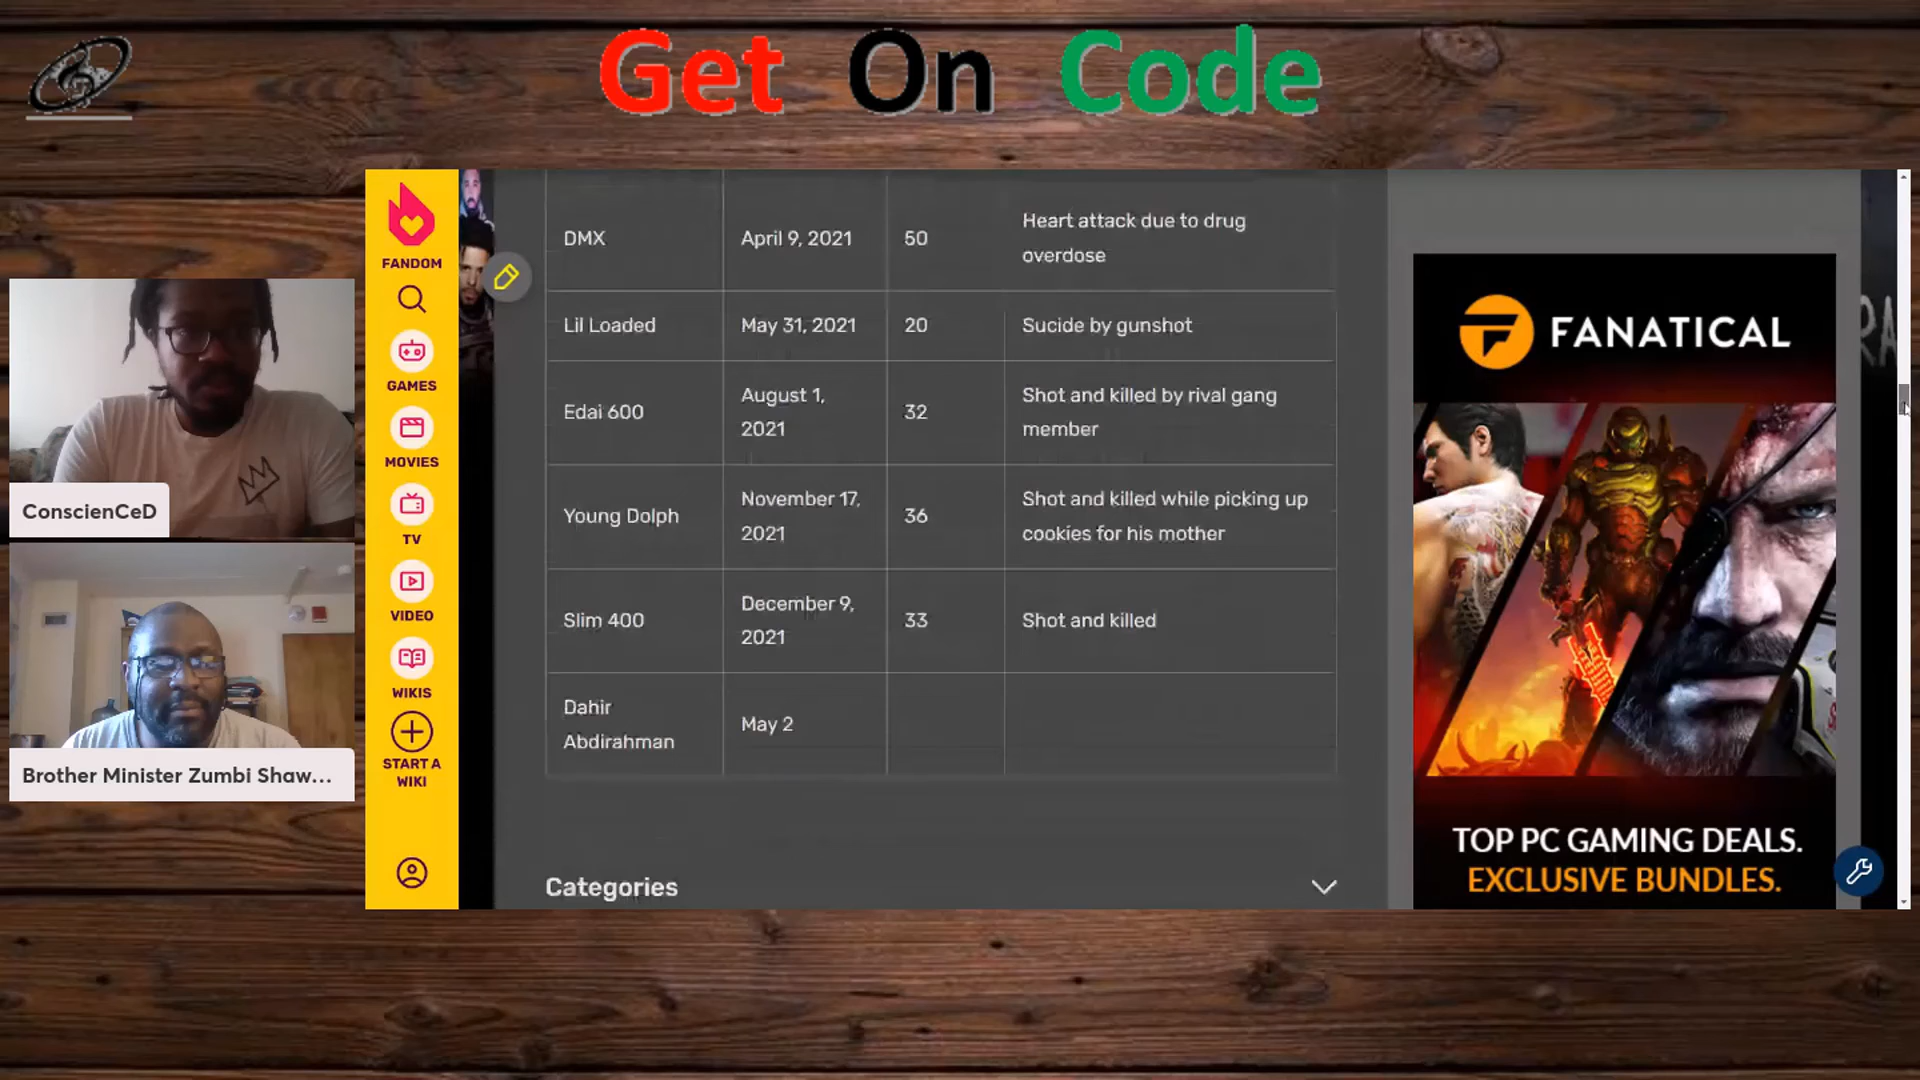 Get On Code
FANDOM
GAMES
MOVIES
TV
VIDEO
WIKIS
START A
WIKI
ConscienCeD
Brother Minister Zumbi Shaw...
DMX
April 9, 2021
50
Heart attack due to drug
overdose
Lil Loaded
May 31, 2021
20
Sucide by gunshot
Edai 600
August 1,
2021
32
Shot and killed by rival gang
member
Young Dolph
November 17,
2021
36
Shot and killed while picking up
cookies for his mother
Slim 400
December 9,
2021
33
Shot and killed
Dahir
Abdirahman
May 2
Categories
FANATICAL
TOP PC GAMING DEALS.
EXCLUSIVE BUNDLES.
RA